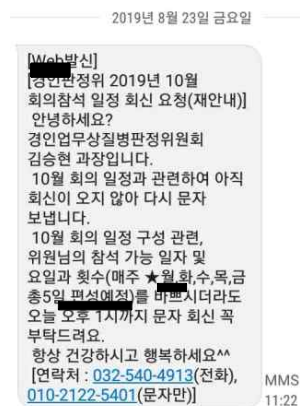 2019년 8월 23일 금요일
[Web발신]
[경인판정위 2019년 10월
회의참석 일정 회신 요청(재안내)]
안녕하세요?
경인업무상질병판정위원회
김승현 과장입니다.
10월 회의 일정과 관련하여 아직
회신이 오지 않아 다시 문자
보냅니다.
10월 회의 일정 구성 관련,
위원님의 참석 가능 일자 및
요일과 횟수(매주 ★월,화,수,목,금
총5일 편성예정)를 바쁘시더라도
오늘 오후 1시까지 문자 회신 꼭
부탁드려요.
항상 건강하시고 행복하세요^^
[연락처 : 032-540-4913(전화),
010-2122-5401(문자만)]
MMS
11:22